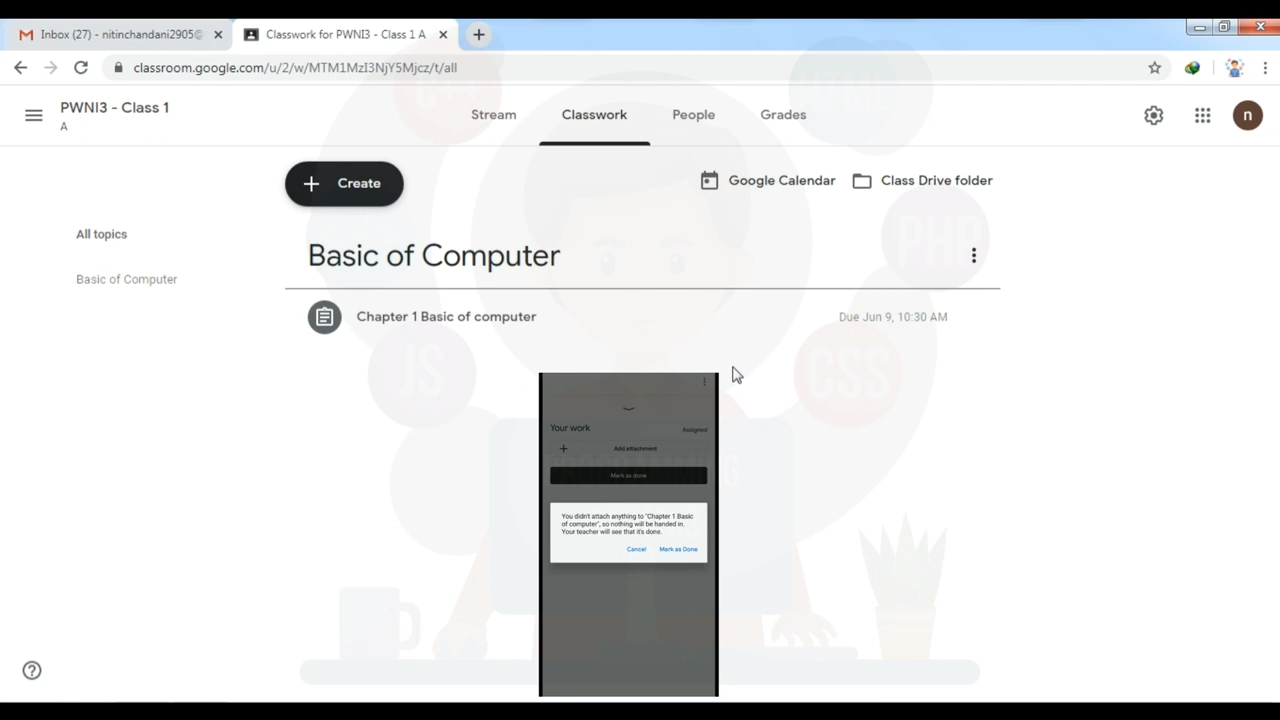 Inbox (27) - nitinchandani2905@
Classwork for PWNI3 - Class 1 A
classroom.google.com/u/2/w/MTM1MzI3NjY5Mjcz/t/all
PWNI3 - Class 1
A
Stream
Classwork
People
Grades
n
Create
Google Calendar
Class Drive folder
All topics
Basic of Computer
Basic of Computer
Chapter 1 Basic of computer
Due Jun 9, 10:30 AM
PHP
JS
CSS
Your work
Assigned
Add attachment
Mark as done
You didn't attach anything to "Chapter 1 Basic
of computer", so nothing will be handed in.
Your teacher will see that it's done.
Cancel
Mark as Done